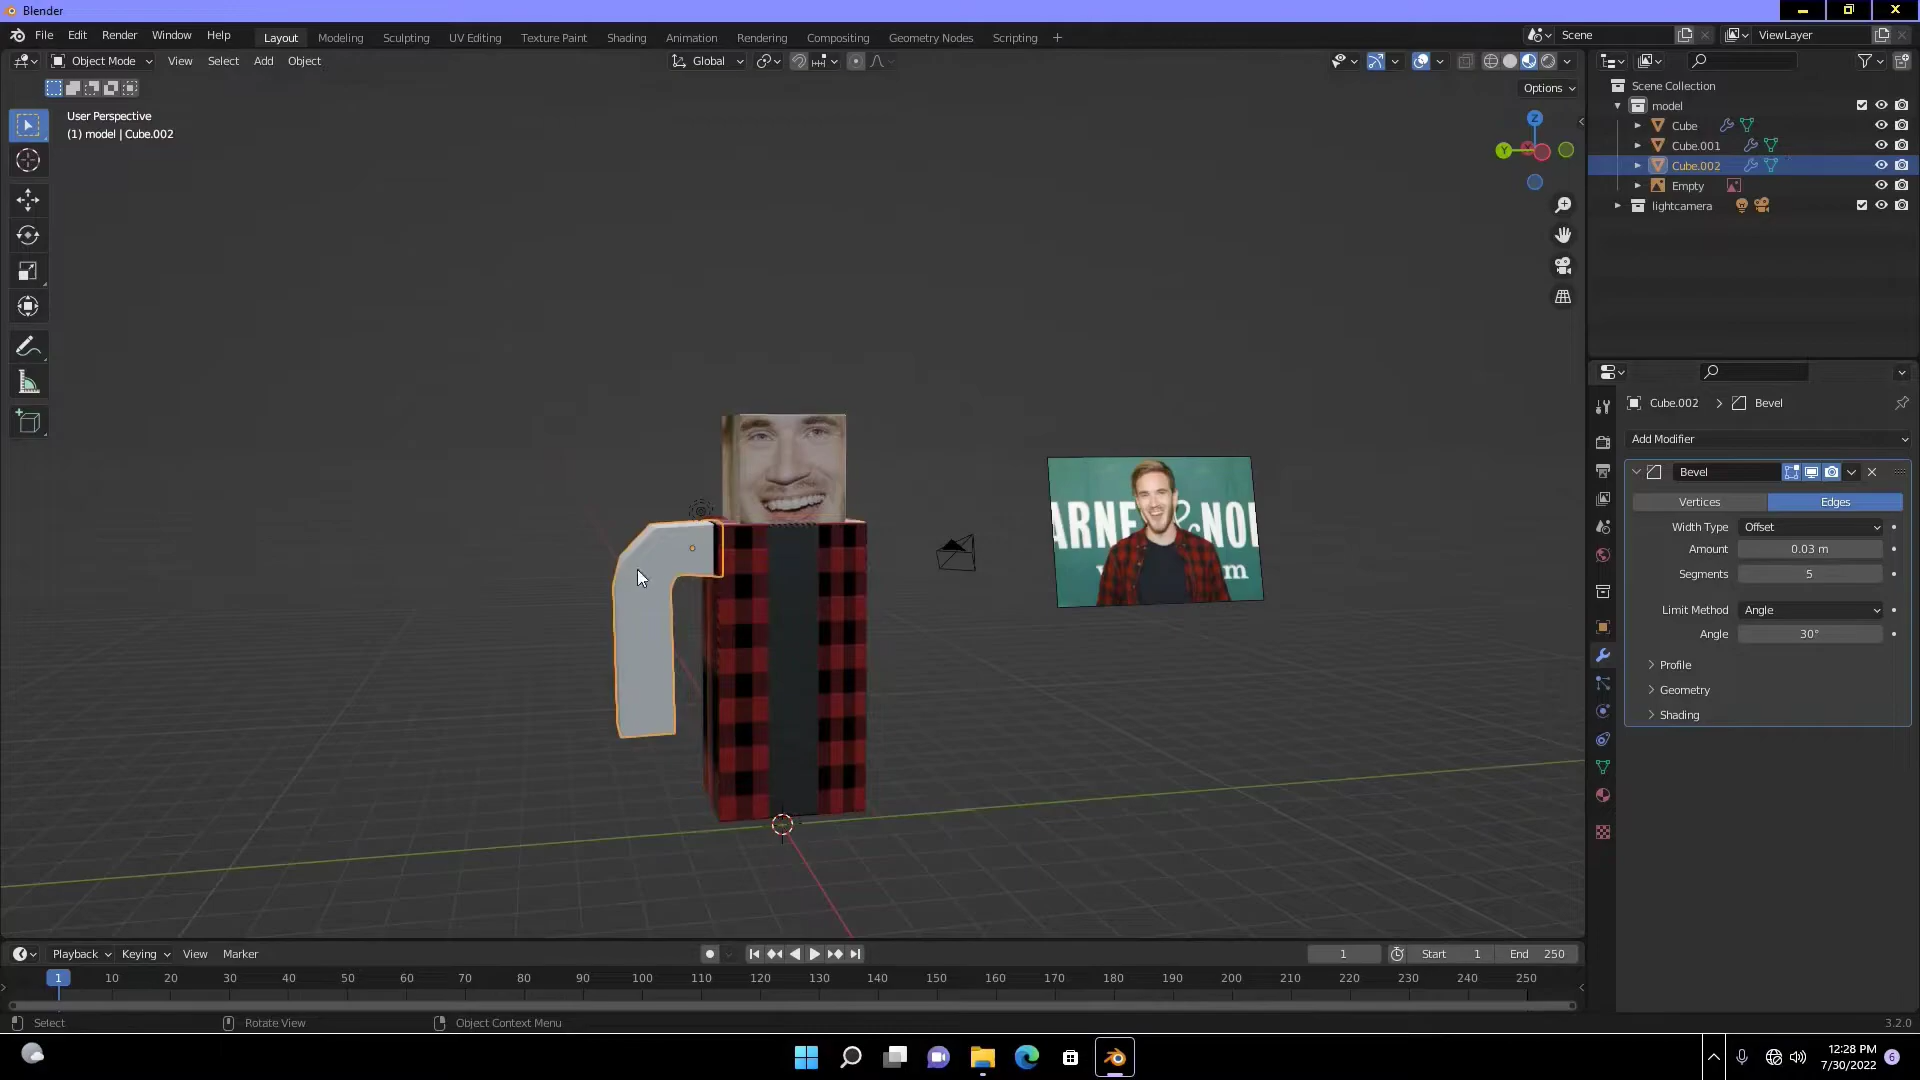 Blender
File Edit Render Window Help
Layout Modeling Sculpting UV Editing Texture Paint Shading Animation Rendering Compositing Geometry Nodes Scripting +
Scene
ViewLayer
Object Mode View Select Add Object
Global
Options
User Perspective
(1) model | Cube.002
Z
Y
Scene Collection
model
Cube
Cube.001
Cube.002
Empty
lightcamera
Cube.002 > Bevel
Add Modifier
Bevel
Vertices Edges
Width Type Offset
Amount 0.03 m
Segments 5
Limit Method Angle
Angle 30°
Profile
Geometry
Shading
ARNE & NO
m
Playback Keying View Marker
1 Start 1 End 250
1 10 20 30 40 50 60 70 80 90 100 110 120 130 140 150 160 170 180 190 200 210 220 230 240 250
Select Rotate View Object Context Menu
3.2.0
12:28 PM
7/30/2022
6